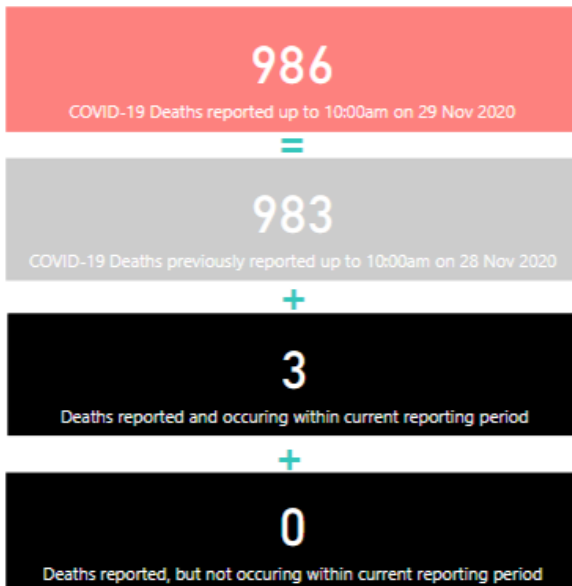 986
COVID-19 Deaths reported up to 10:00am on 29 Nov 2020
=
983
COVID-19 Deaths previously reported up to 10:00am on 28 Nov 2020
+
3
Deaths reported and occuring within current reporting period
+
0
Deaths reported, but not occuring within current reporting period